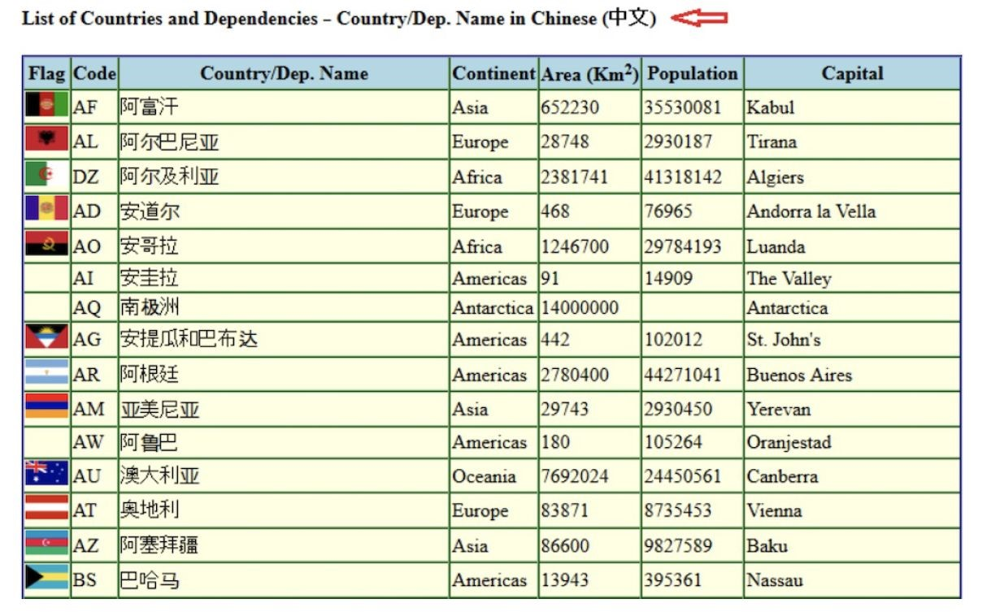 List of Countries and Dependencies – Country/Dep. Name in Chinese (中文)
Flag Code Country/Dep. Name Continent Area (Km²) Population Capital
AF 阿富汗 Asia 652230 35530081 Kabul
AL 阿尔巴尼亚 Europe 28748 2930187 Tirana
DZ 阿尔及利亚 Africa 2381741 41318142 Algiers
AD 安道尔 Europe 468 76965 Andorra la Vella
AO 安哥拉 Africa 1246700 29784193 Luanda
AI 安圭拉 Americas 91 14909 The Valley
AQ 南极洲 Antarctica 14000000 Antarctica
AG 安提瓜和巴布达 Americas 442 102012 St. John's
AR 阿根廷 Americas 2780400 44271041 Buenos Aires
AM 亚美尼亚 Asia 29743 2930450 Yerevan
AW 阿鲁巴 Americas 180 105264 Oranjestad
AU 澳大利亚 Oceania 7692024 24450561 Canberra
AT 奥地利 Europe 83871 8735453 Vienna
AZ 阿塞拜疆 Asia 86600 9827589 Baku
BS 巴哈马 Americas 13943 395361 Nassau